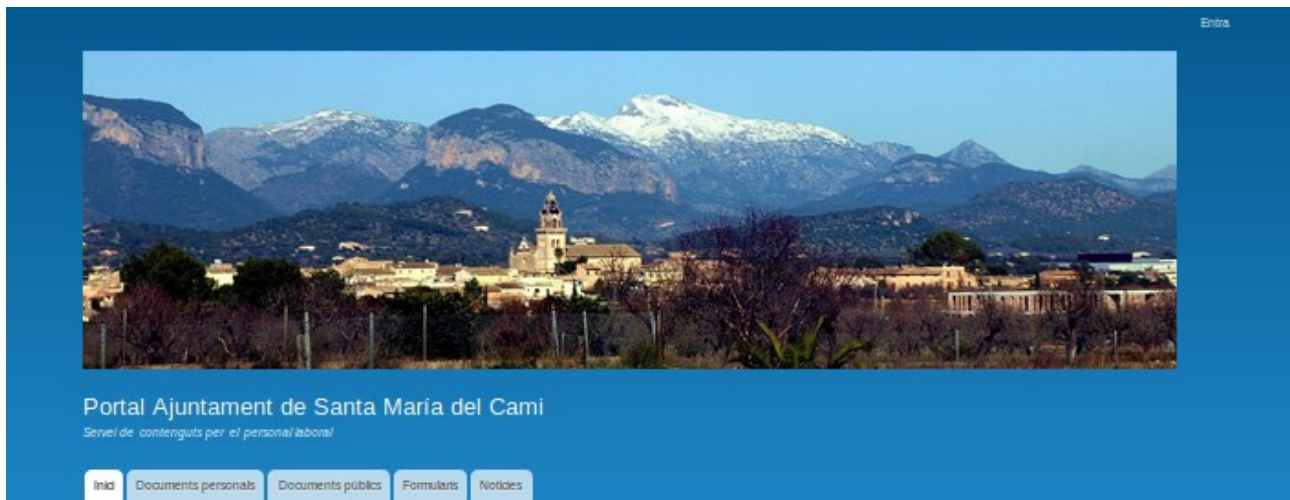 Entra
Portal Ajuntament de Santa María del Cami
Servei de contenguts per el personal laboral
Inici
Documents personals
Documents públics
Formularis
Notícies